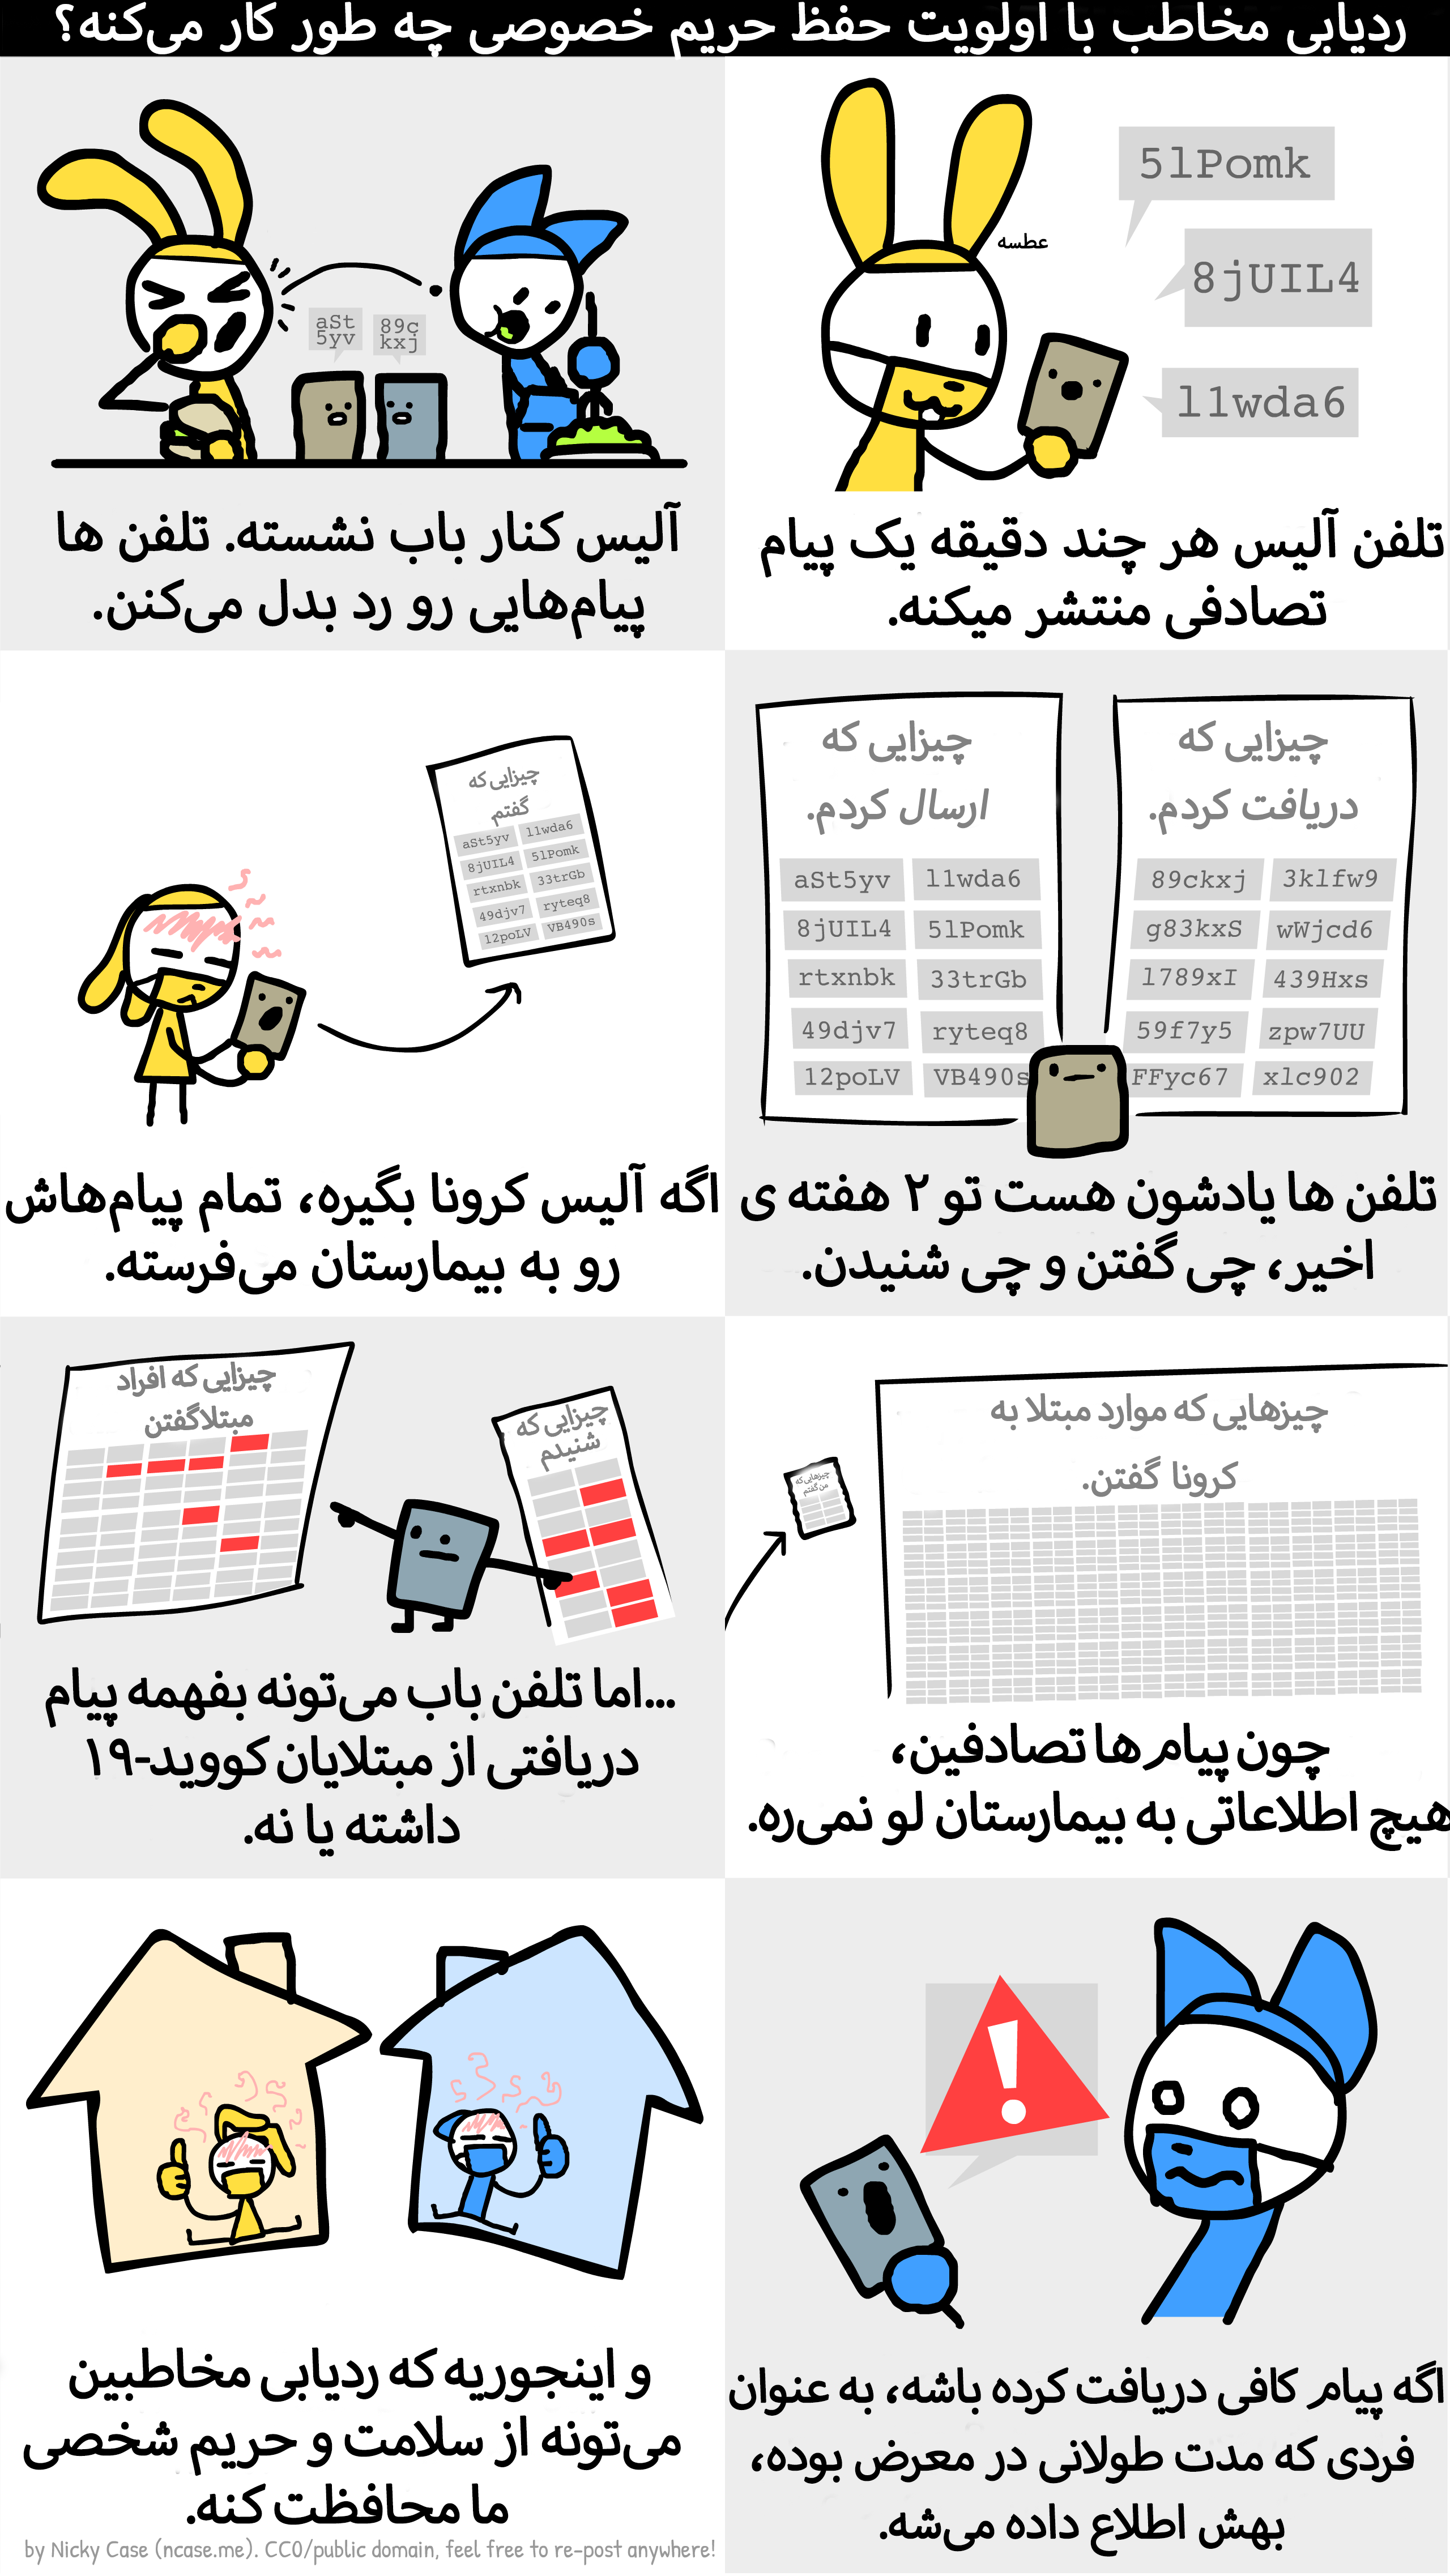 ردیابی مخاطب با اولویت حفظ حریم خصوصی چه طور کار می‌کنه؟
5lPomk
عطسه
8jUIL4
l1wda6
تلفن آلیس هر چند دقیقه یک پیام
تصادفی منتشر میکنه.
aSt
5yv
89c
kxj
آلیس کنار باب نشسته. تلفن ها
پیام‌هایی رو رد بدل می‌کنن.
چیزایی که
دریافت کردم.
89ckxj 3klfw9
g83kxS wWjcd6
l789xI 439Hxs
59f7y5 zpw7UU
FFyc67 xlc902
چیزایی که
ارسال کردم.
aSt5yv l1wda6
8jUIL4 5lPomk
rtxnbk 33trGb
49djv7 ryteq8
12poLV VB490s
تلفن ها یادشون هست تو ۲ هفته ی
اخیر، چی گفتن و چی شنیدن.
چیزایی که
گفتم
aSt5yv l1wda6
8jUIL4 5lPomk
rtxnbk 33trGb
49djv7 ryteq8
12poLV VB490s
اگه آلیس کرونا بگیره، تمام پیام‌هاش
رو به بیمارستان می‌فرسته.
چیزهایی که موارد مبتلا به
کرونا گفتن.
چیزهایی که
من گفتم
چون پیام ها تصادفین،
هیچ اطلاعاتی به بیمارستان لو نمی‌ره.
چیزایی که افراد
مبتلاگفتن
چیزایی که
شنیدم
...اما تلفن باب می‌تونه بفهمه پیام
دریافتی از مبتلایان کووید-۱۹
داشته یا نه.
!
اگه پیام کافی دریافت کرده باشه، به عنوان
فردی که مدت طولانی در معرض بوده،
بهش اطلاع داده می‌شه.
و اینجوریه که ردیابی مخاطبین
می‌تونه از سلامت و حریم شخصی
ما محافظت کنه.
by Nicky Case (ncase.me). CC0/public domain, feel free to re-post anywhere!